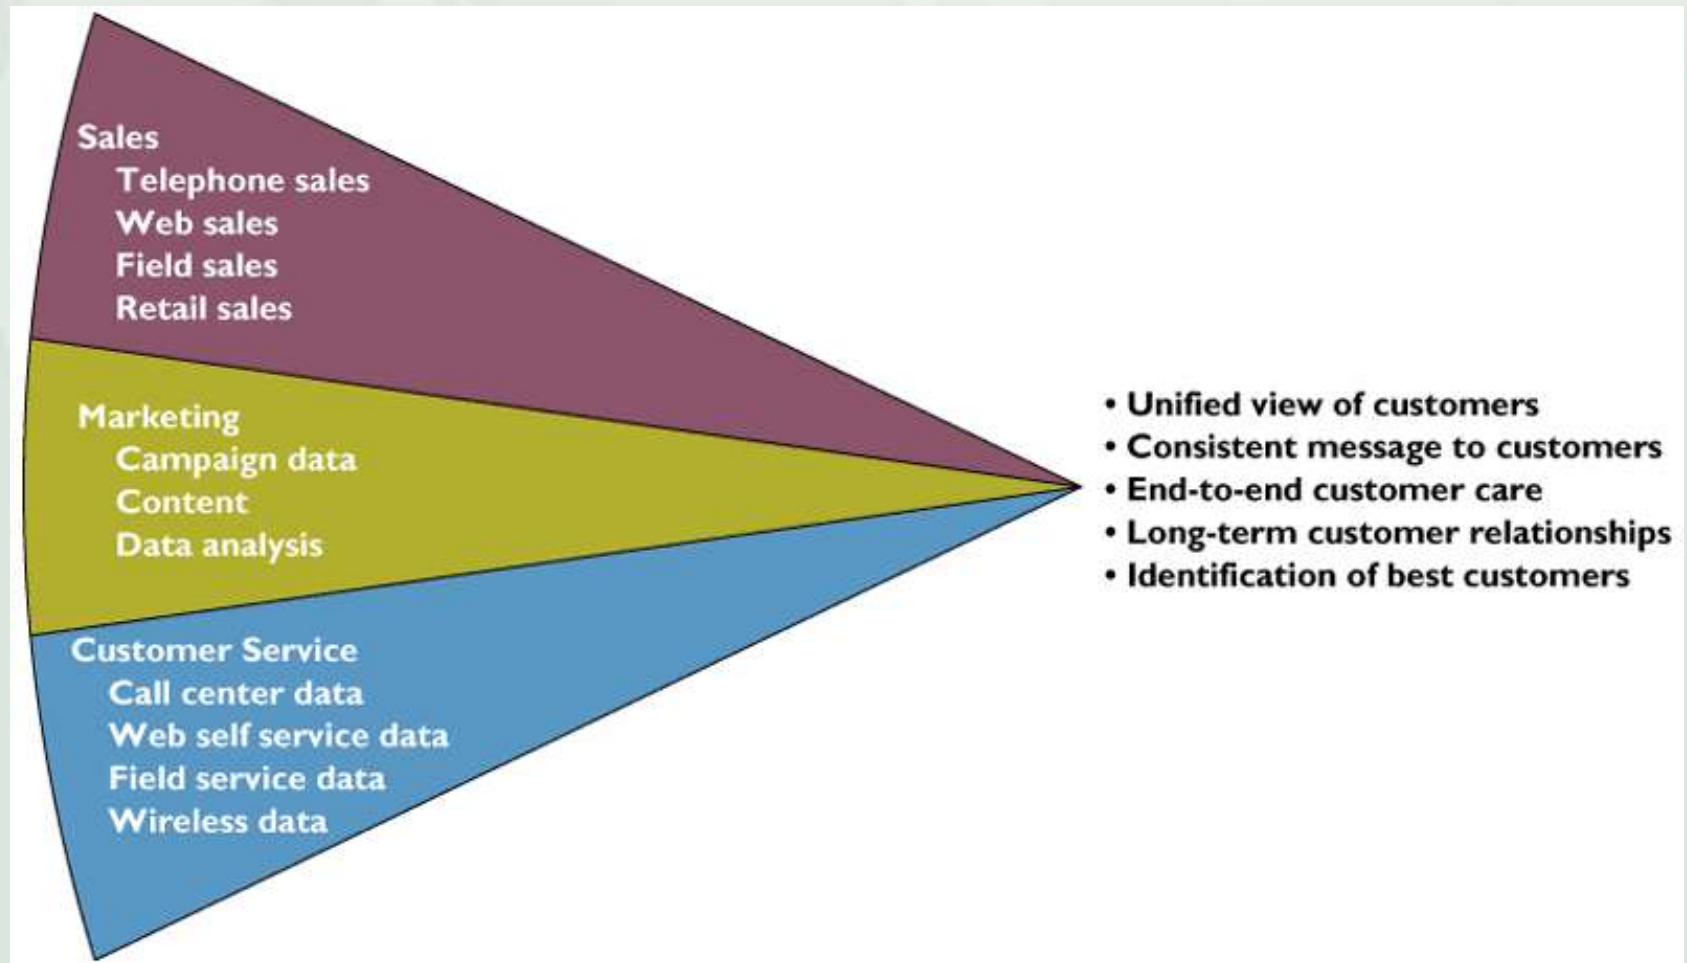 Sales
Telephone sales
Web sales
Field sales
Retail sales
Marketing
Campaign data
Content
Data analysis
Customer Service
Call center data
Web self service data
Field service data
Wireless data
• Unified view of customers
• Consistent message to customers
• End-to-end customer care
• Long-term customer relationships
• Identification of best customers